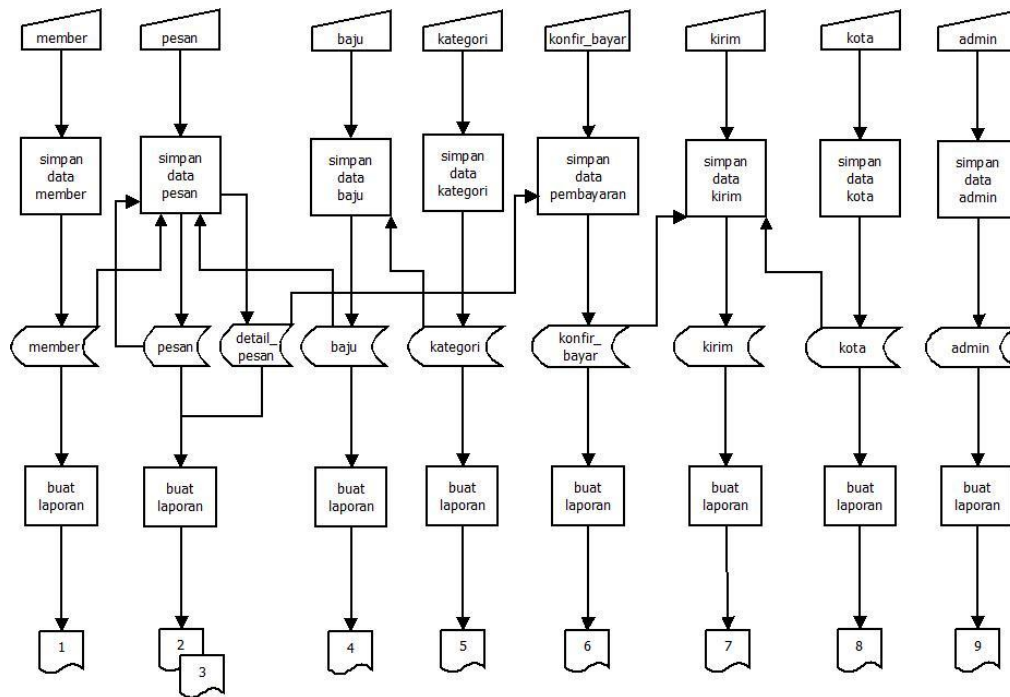 member
pesan
baju
kategori
konfir_bayar
kirim
kota
admin
simpan
data
member
simpan
data
pesan
simpan
data
baju
simpan
data
kategori
simpan
data
pembayaran
simpan
data
kirim
simpan
data
kota
simpan
data
admin
member
pesan
detail_
pesan
baju
kategori
konfir_
bayar
kirim
kota
admin
buat
laporan
buat
laporan
buat
laporan
buat
laporan
buat
laporan
buat
laporan
buat
laporan
buat
laporan
1
2
3
4
5
6
7
8
9